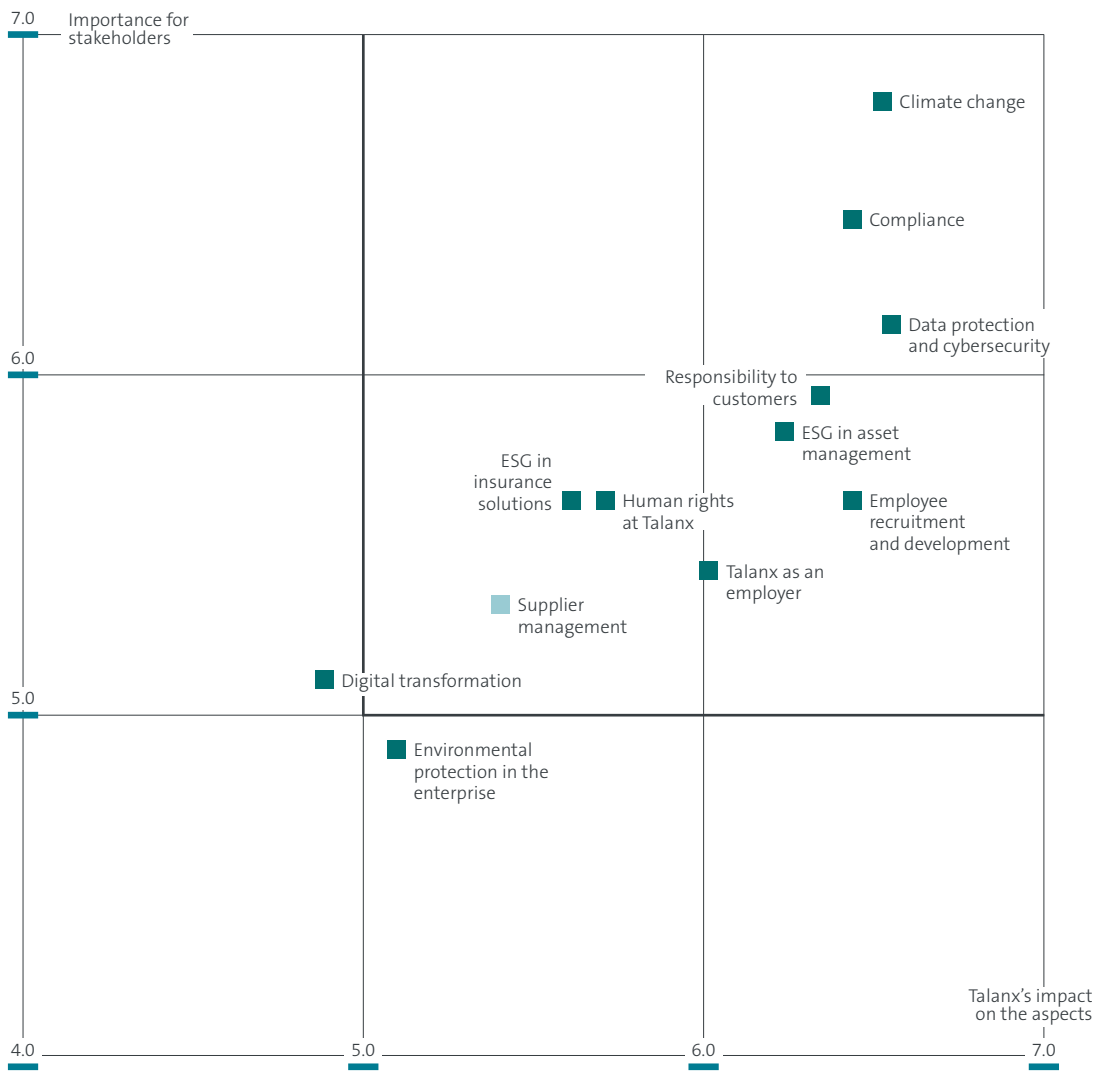 7.0
Importance for
stakeholders
Climate change
Compliance
Data protection
and cybersecurity
6.0
Responsibility to
customers
ESG in asset
management
ESG in
insurance
solutions
Human rights
at Talanx
Employee
recruitment
and development
Talanx as an
employer
Supplier
management
Digital transformation
5.0
Environmental
protection in the
enterprise
Talanx’s impact
on the aspects
4.0
5.0
6.0
7.0